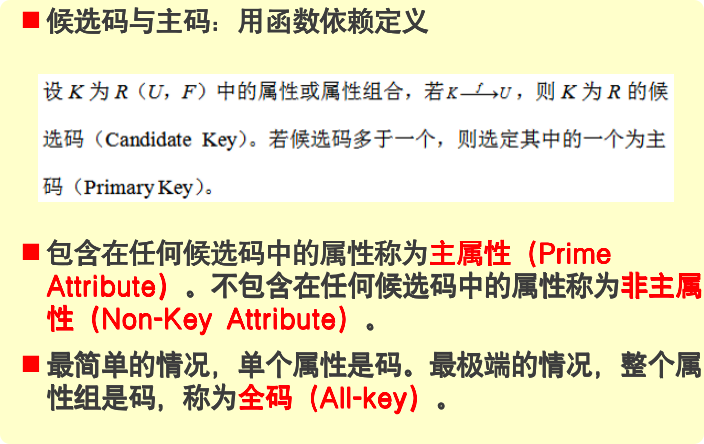 候选码与主码：用函数依赖定义
设 K 为 R（U，F）中的属性或属性组合，若 K —f→ U，则 K 为 R 的候
选码（Candidate Key）。若候选码多于一个，则选定其中的一个为主
码（Primary Key）。
包含在任何候选码中的属性称为主属性（Prime
Attribute）。不包含在任何候选码中的属性称为非主属
性（Non-Key Attribute）。
最简单的情况，单个属性是码。最极端的情况，整个属
性组是码，称为全码（All-key）。